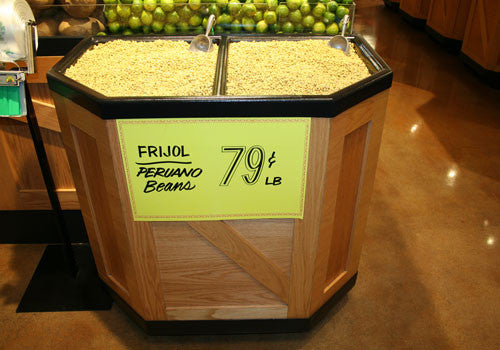 FRIJOL
PERUANO
Beans
79¢
LB